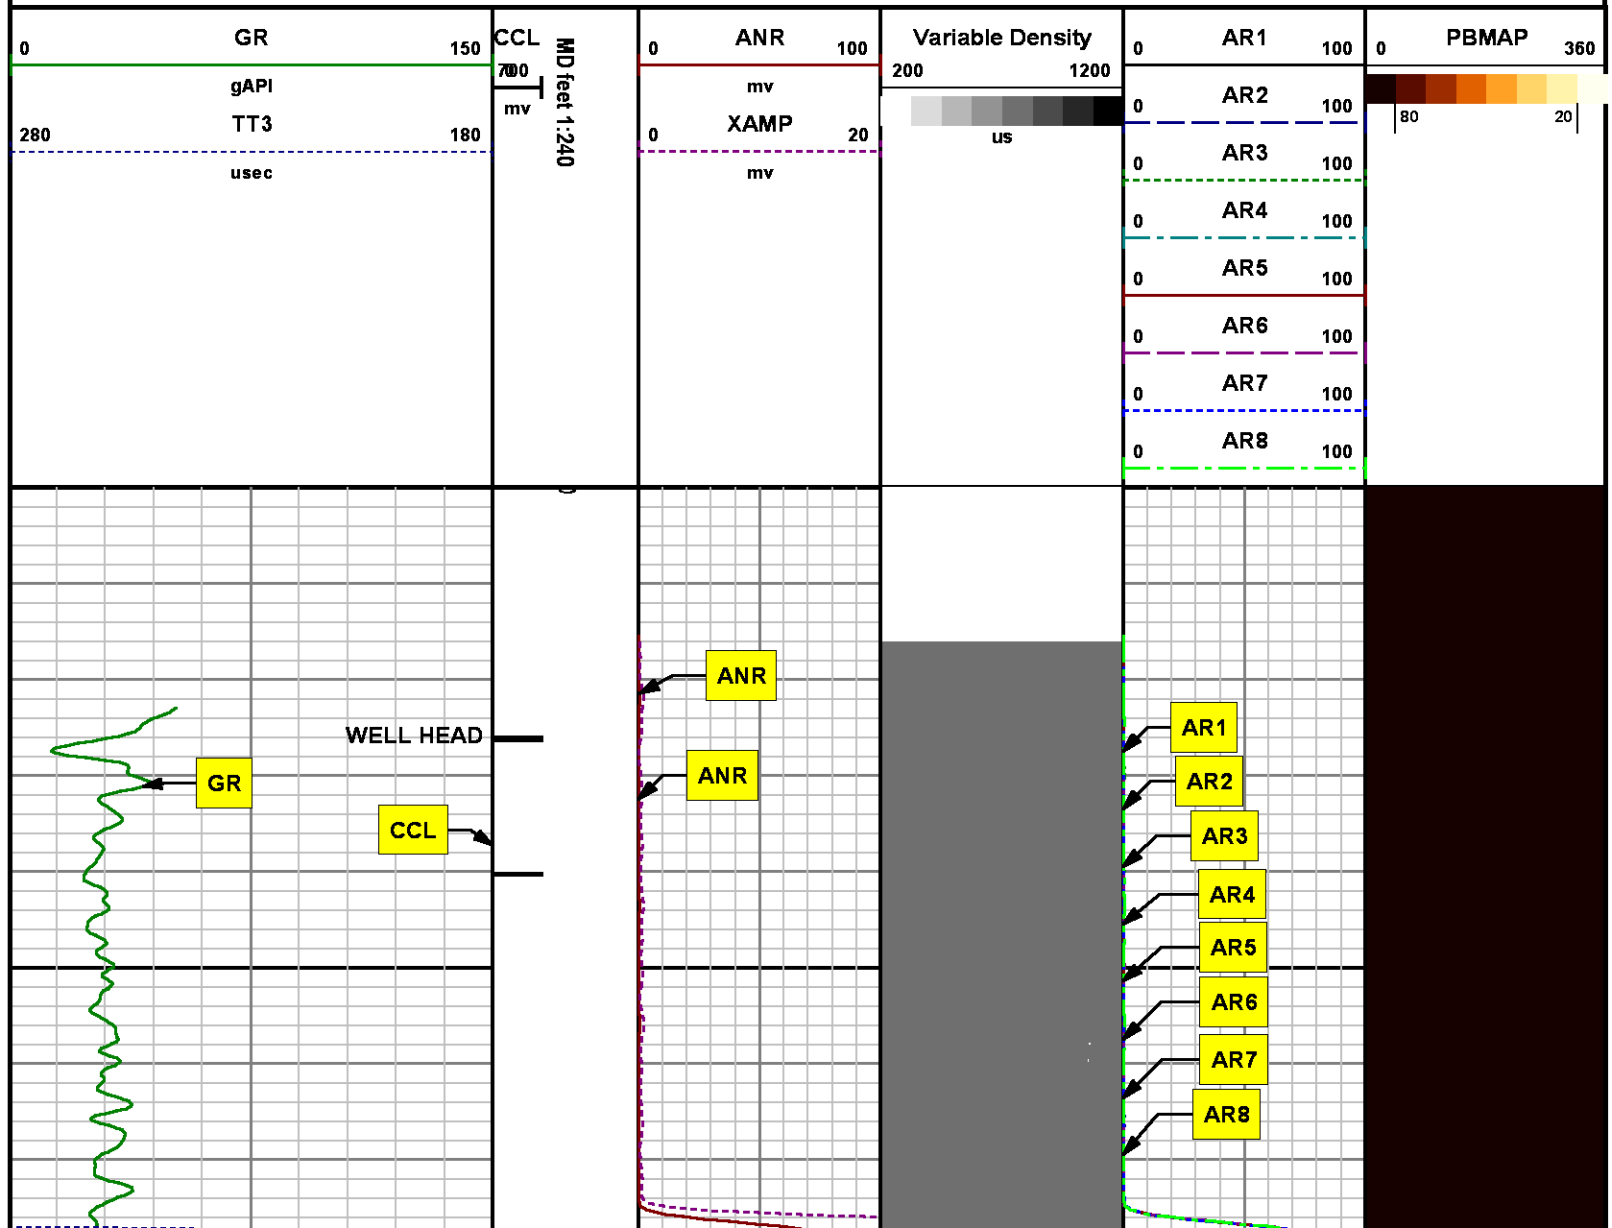 0 GR 150
gAPI
280 TT3 180
usec
CCL
mv
MD feet 1:240
0 ANR 100
mv
0 XAMP 20
mv
Variable Density
200 1200
us
0 AR1 100
0 AR2 100
0 AR3 100
0 AR4 100
0 AR5 100
0 AR6 100
0 AR7 100
0 AR8 100
0 PBMAP 360
80 20
GR
WELL HEAD
CCL
ANR
ANR
AR1
AR2
AR3
AR4
AR5
AR6
AR7
AR8